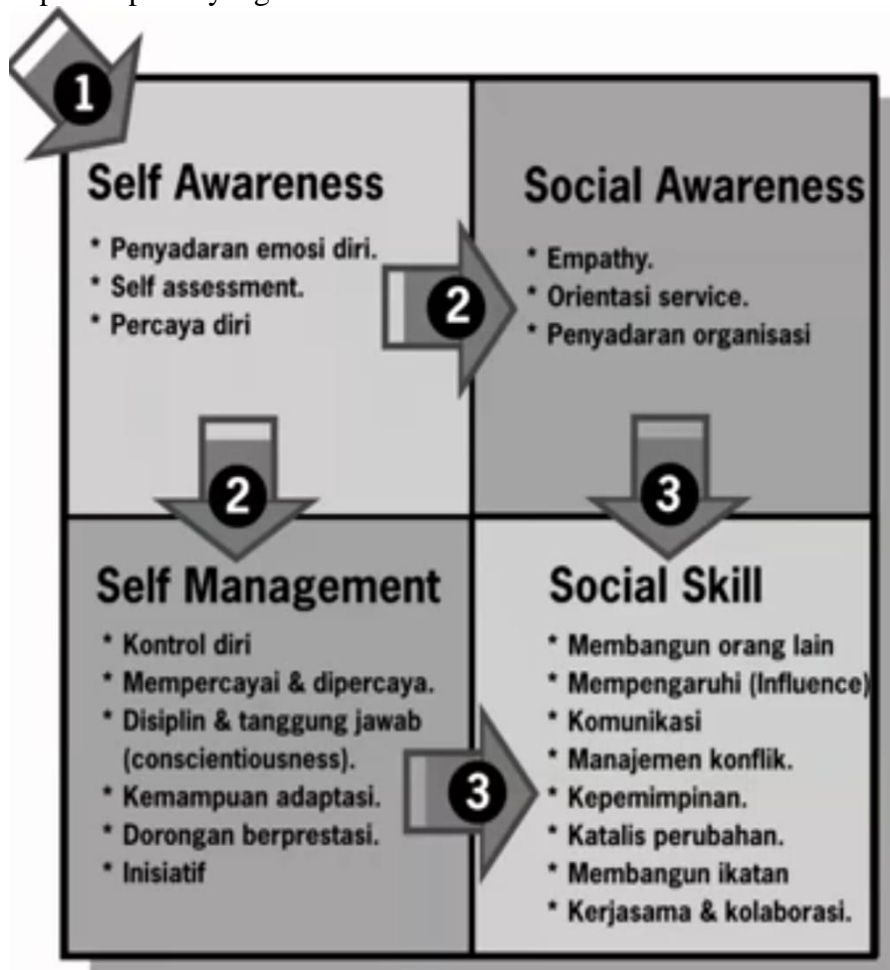 1
Self Awareness
* Penyadaran emosi diri.
* Self assessment.
* Percaya diri
2
Social Awareness
* Empathy.
* Orientasi service.
* Penyadaran organisasi
2
3
Self Management
* Kontrol diri
* Mempercayai & dipercaya.
* Disiplin & tanggung jawab
(conscientiousness).
* Kemampuan adaptasi.
* Dorongan berprestasi.
* Inisiatif
3
Social Skill
* Membangun orang lain
* Mempengaruhi (Influence)
* Komunikasi
* Manajemen konflik.
* Kepemimpinan.
* Katalis perubahan.
* Membangun ikatan
* Kerjasama & kolaborasi.